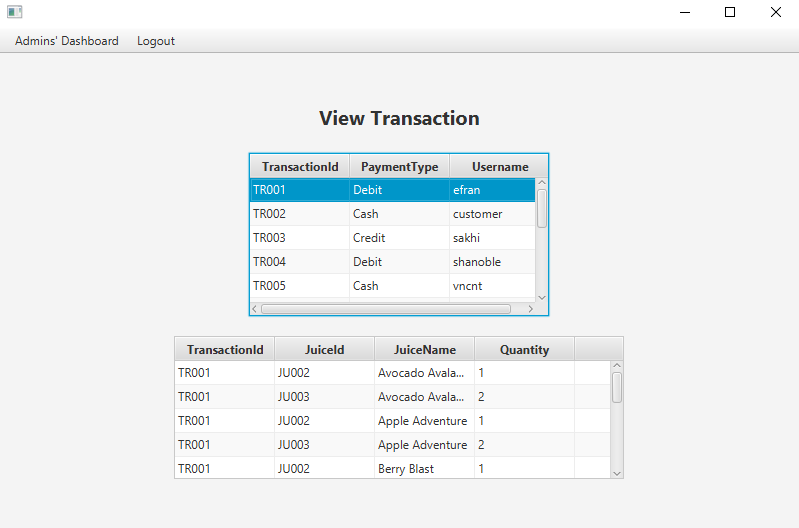 Admins' Dashboard Logout
View Transaction
TransactionId PaymentType Username
TR001 Debit efran
TR002 Cash customer
TR003 Credit sakhi
TR004 Debit shanoble
TR005 Cash vncnt
TransactionId JuiceId JuiceName Quantity
TR001 JU002 Avocado Avala... 1
TR001 JU003 Avocado Avala... 2
TR001 JU002 Apple Adventure 1
TR001 JU003 Apple Adventure 2
TR001 JU002 Berry Blast 1